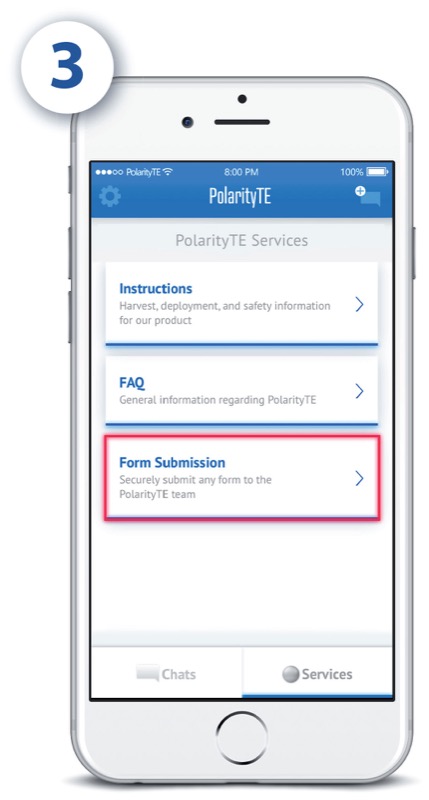 3
PolarityTE 8:00 PM 100%
PolarityTE
PolarityTE Services
Instructions
Harvest, deployment, and safety information
for our product
FAQ
General information regarding PolarityTE
Form Submission
Securely submit any form to the
PolarityTE team
Chats Services